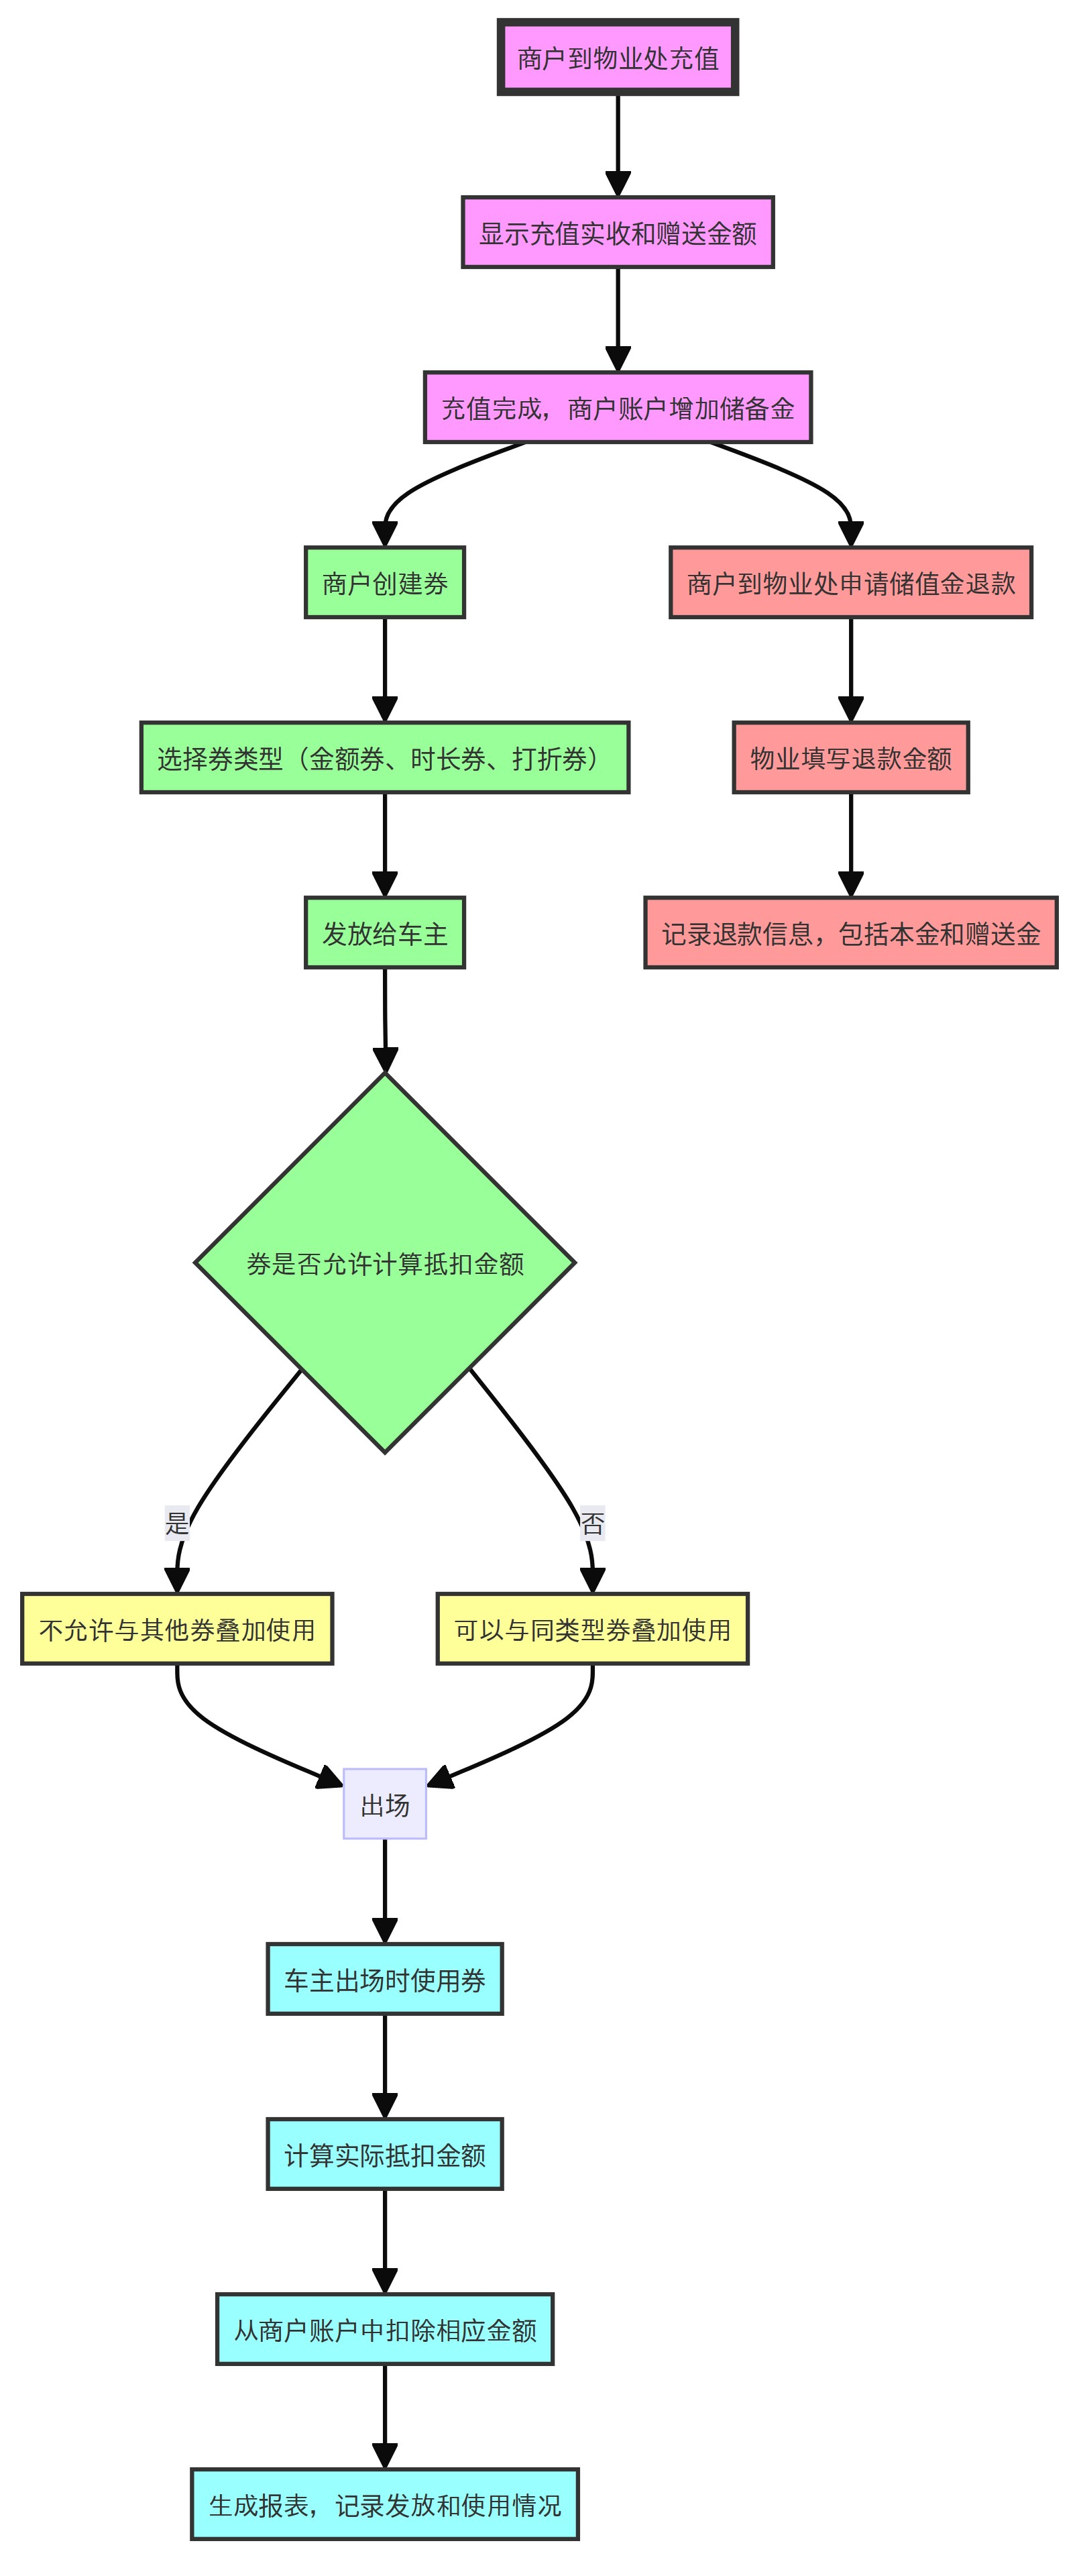 商户到物业处充值
显示充值实收和赠送金额
充值完成，商户账户增加储备金
商户创建券
商户到物业处申请储值金退款
选择券类型（金额券、时长券、打折券）
物业填写退款金额
发放给车主
记录退款信息，包括本金和赠送金
券是否允许计算抵扣金额
是
否
不允许与其他券叠加使用
可以与同类型券叠加使用
出场
车主出场时使用券
计算实际抵扣金额
从商户账户中扣除相应金额
生成报表，记录发放和使用情况